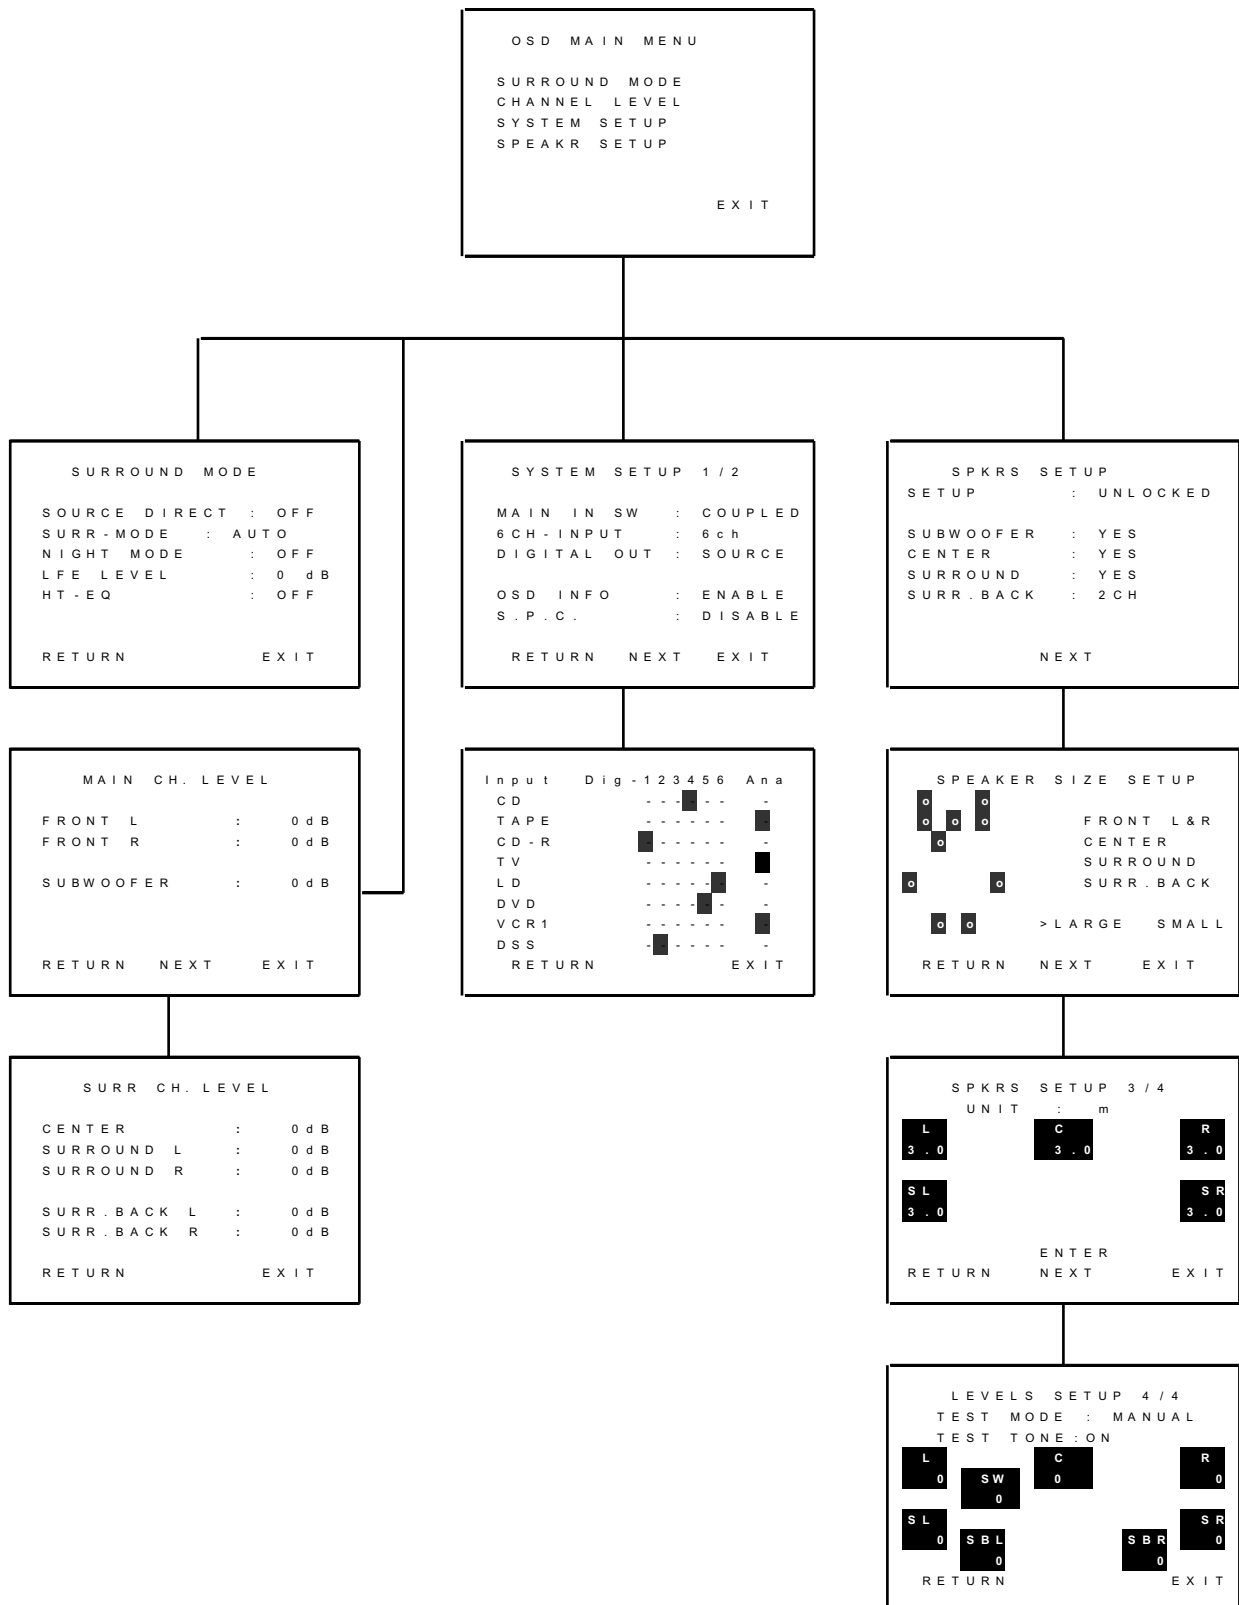 OSD MAIN MENU
SURROUND MODE
CHANNEL LEVEL
SYSTEM SETUP
SPEAKR SETUP
EXIT
SURROUND MODE
SOURCE DIRECT : OFF
SURR-MODE : AUTO
NIGHT MODE : OFF
LFE LEVEL : 0 dB
HT-EQ : OFF
RETURN EXIT
MAIN CH. LEVEL
FRONT L : 0dB
FRONT R : 0dB
SUBWOOFER : 0dB
RETURN NEXT EXIT
SURR CH. LEVEL
CENTER : 0dB
SURROUND L : 0dB
SURROUND R : 0dB
SURR.BACK L : 0dB
SURR.BACK R : 0dB
RETURN EXIT
SYSTEM SETUP 1/2
MAIN IN SW : COUPLED
6CH-INPUT : 6ch
DIGITAL OUT : SOURCE
OSD INFO : ENABLE
S.P.C. : DISABLE
RETURN NEXT EXIT
Input Dig-123456 Ana
CD ------ -
TAPE ------ -
CD-R ------ -
TV ------
LD ------ -
DVD ------ -
VCR1 ------ -
DSS ------ -
RETURN EXIT
SPKRS SETUP
SETUP : UNLOCKED
SUBWOOFER : YES
CENTER : YES
SURROUND : YES
SURR.BACK : 2CH
NEXT
SPEAKER SIZE SETUP
o o
o o o FRONT L&R
o CENTER
SURROUND
o o SURR.BACK
o o >LARGE SMALL
RETURN NEXT EXIT
SPKRS SETUP 3/4
UNIT : m
L C R
3.0 3.0 3.0
SL SR
3.0 3.0
ENTER
RETURN NEXT EXIT
LEVELS SETUP 4/4
TEST MODE : MANUAL
TEST TONE:ON
L C R
0 SW 0 0
0
SL SR
0 SBL SBR 0
0 0
RETURN EXIT